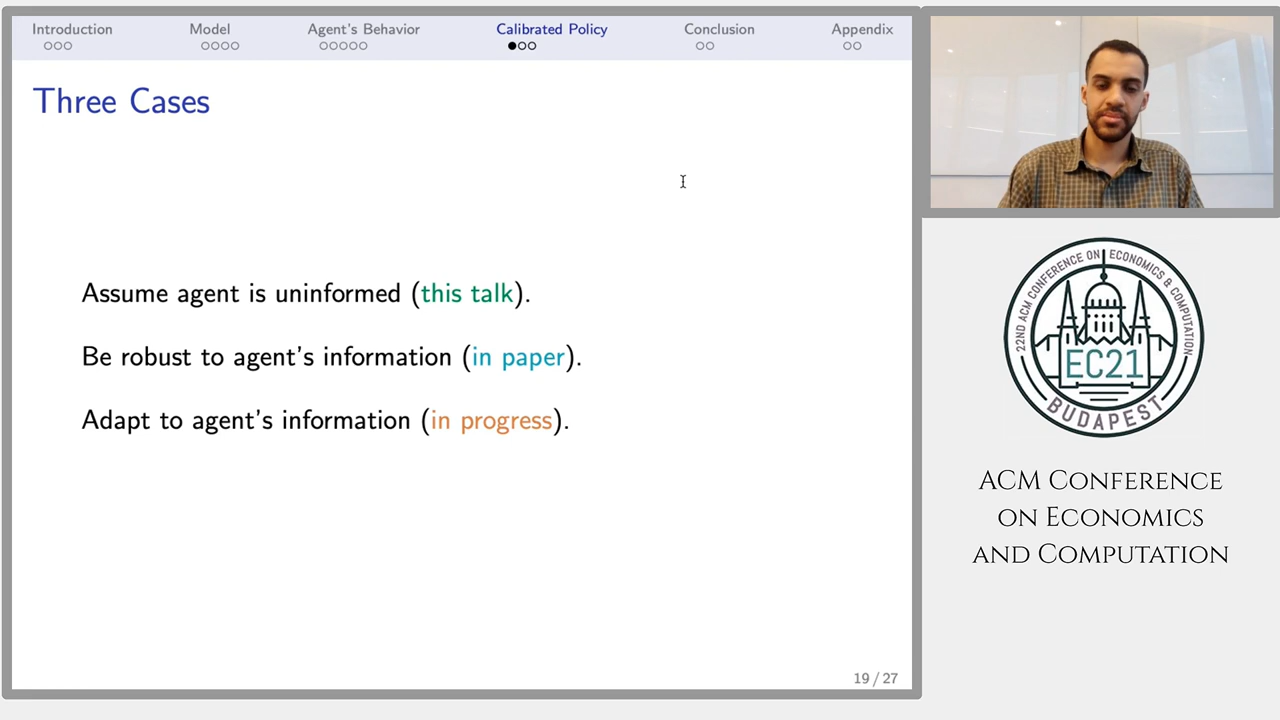 Introduction Model Agent's Behavior Calibrated Policy Conclusion Appendix
Three Cases
Assume agent is uninformed (this talk).
Be robust to agent's information (in paper).
Adapt to agent's information (in progress).
19 / 27
22ND ACM CONFERENCE ON ECONOMICS & COMPUTATION
EC21
BUDAPEST
ACM Conference
on Economics
and Computation